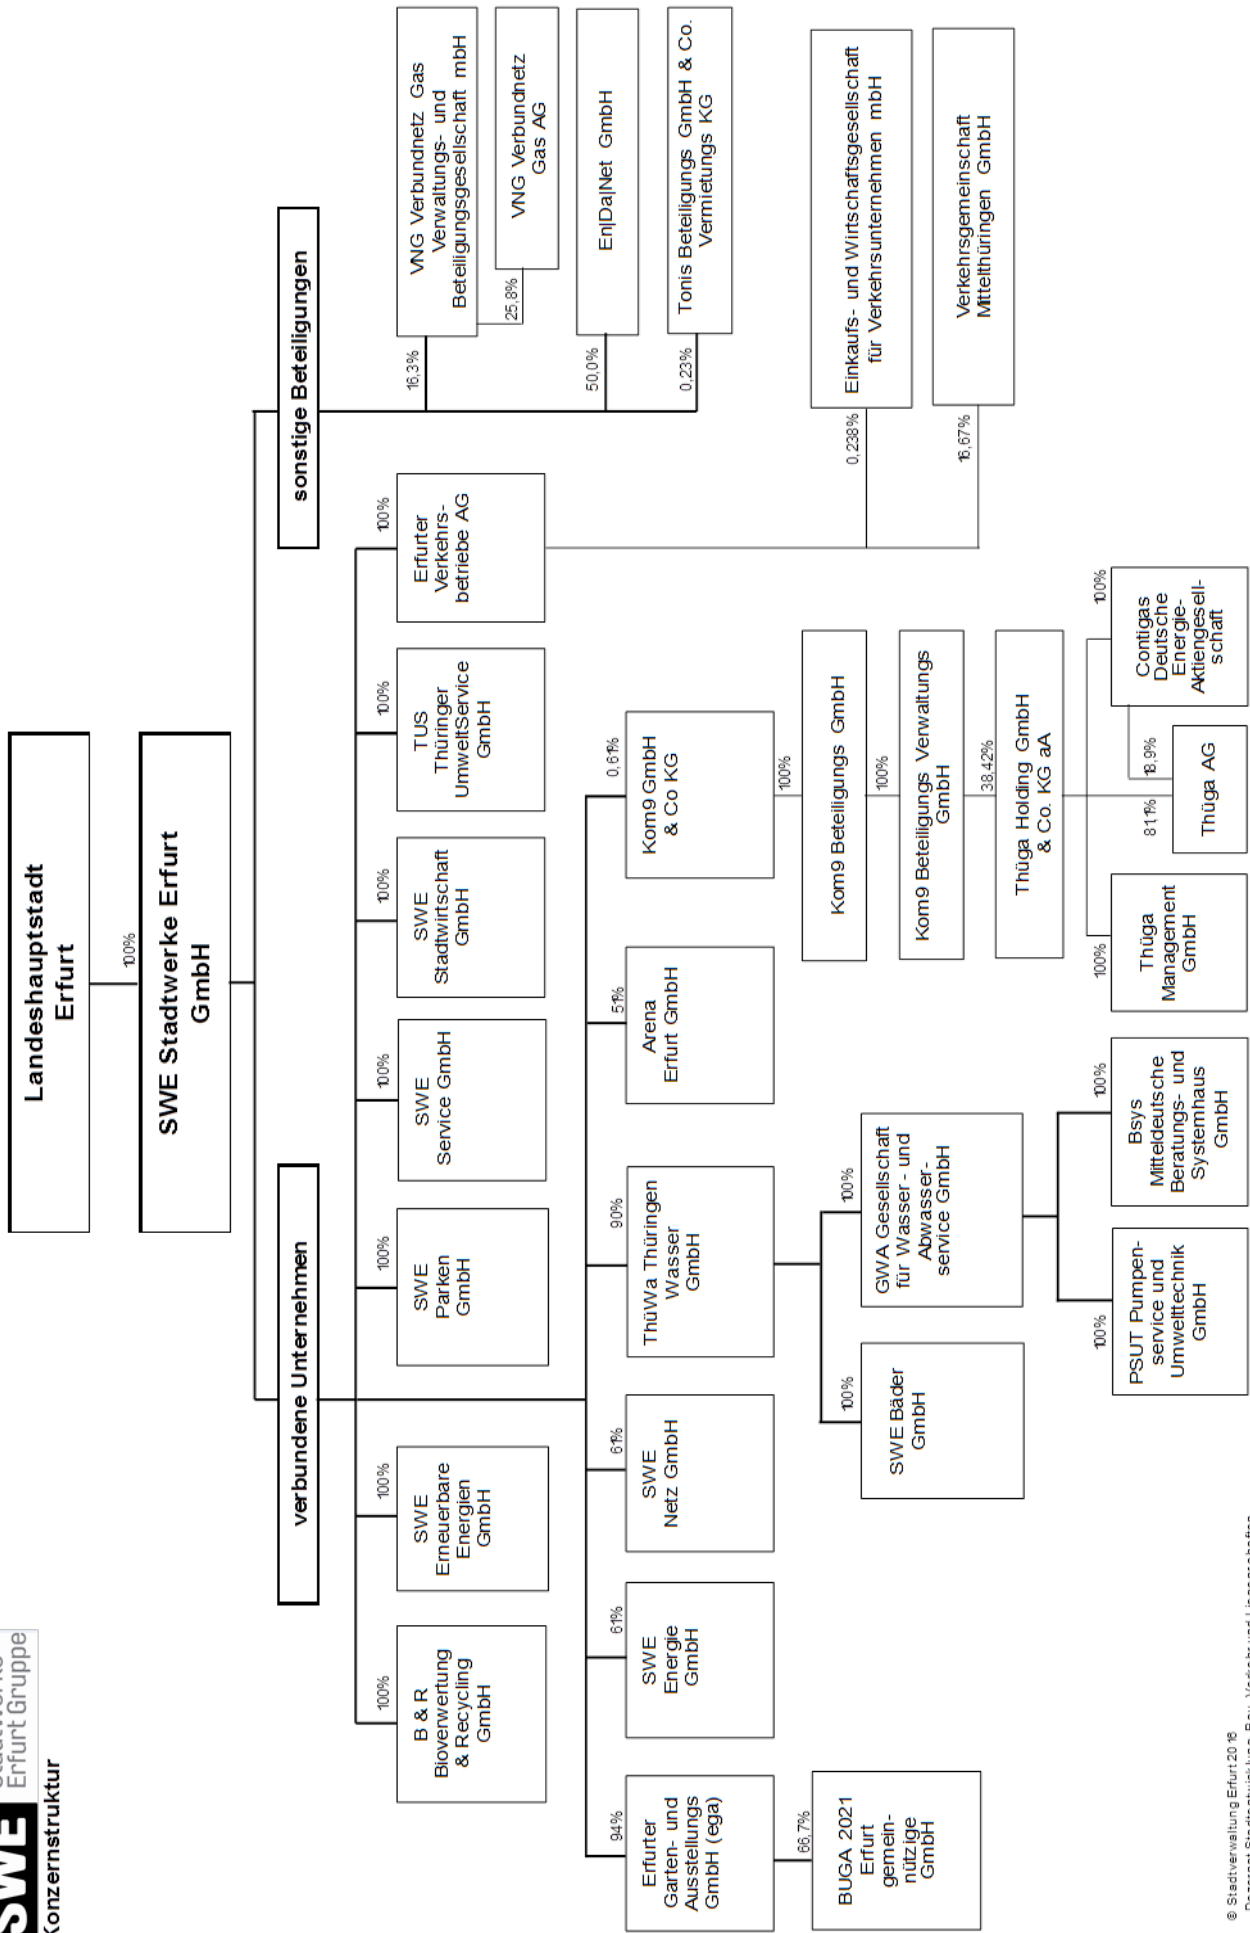 SWE
Erfurt Gruppe
Konzernstruktur
Landeshauptstadt
Erfurt
100%
SWE Stadtwerke Erfurt
GmbH
verbundene Unternehmen
sonstige Beteiligungen
100%
B & R
Bioverwertung
& Recycling
GmbH
100%
SWE
Erneuerbare
Energien
GmbH
100%
SWE
Parken
GmbH
100%
SWE
Service GmbH
100%
SWE
Stadtwirtschaft
GmbH
100%
TUS
Thüringer
UmweltService
GmbH
100%
Erfurter
Verkehrs-
betriebe AG
16,3%
VNG Verbundnetz Gas
Verwaltungs- und
Beteiligungsgesellschaft mbH
25,8%
VNG Verbundnetz
Gas AG
50,0%
En|Da|Net GmbH
0,23%
Tonis Beteiligungs GmbH & Co.
Vermietungs KG
94%
Erfurter
Garten- und
Ausstellungs
GmbH (ega)
61%
SWE
Energie
GmbH
61%
SWE
Netz GmbH
90%
ThüWa Thüringen
Wasser
GmbH
51%
Arena
Erfurt GmbH
0,61%
Kom9 GmbH
& Co KG
0,238%
Einkaufs- und Wirtschaftsgesellschaft
für Verkehrsunternehmen mbH
16,67%
Verkehrsgemeinschaft
Mittelthüringen GmbH
66,7%
BUGA 2021
Erfurt
gemein-
nützige
GmbH
100%
SWE Bäder
GmbH
100%
GWA Gesellschaft
für Wasser- und
Abwasser-
service GmbH
100%
Kom9 Beteiligungs GmbH
100%
Kom9 Beteiligungs Verwaltungs
GmbH
38,42%
Thüga Holding GmbH
& Co. KG aA
100%
PSUT Pumpen-
service und
Umwelttechnik
GmbH
100%
Bsys
Mitteldeutsche
Beratungs- und
Systemhaus
GmbH
100%
Thüga
Management
GmbH
81,1%
18,9%
Thüga AG
100%
Contigas
Deutsche
Energie-
Aktiengesell-
schaft
© Stadtverwaltung Erfurt 2016